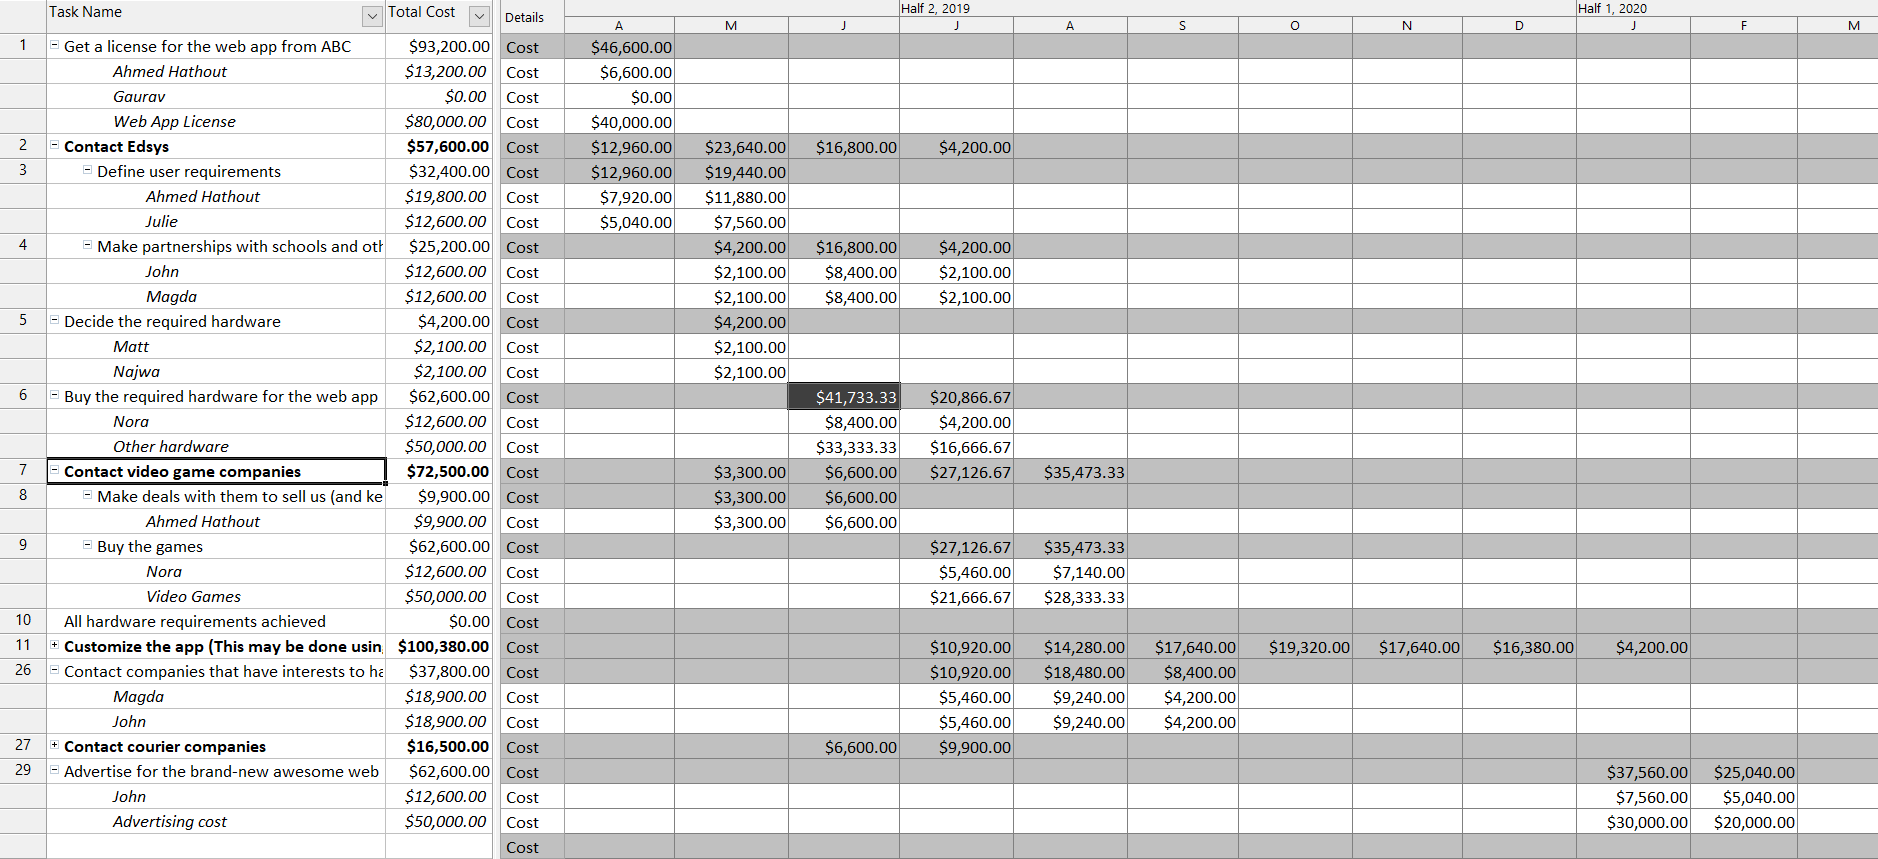 Task Name Total Cost Details Half 2, 2019 Half 1, 2020
A M J J A S O N D J F M
1 Get a license for the web app from ABC $93,200.00 Cost $46,600.00
Ahmed Hathout $13,200.00 Cost $6,600.00
Gaurav $0.00 Cost $0.00
Web App License $80,000.00 Cost $40,000.00
2 Contact Edsys $57,600.00 Cost $12,960.00 $23,640.00 $16,800.00 $4,200.00
3 Define user requirements $32,400.00 Cost $12,960.00 $19,440.00
Ahmed Hathout $19,800.00 Cost $7,920.00 $11,880.00
Julie $12,600.00 Cost $5,040.00 $7,560.00
4 Make partnerships with schools and oth $25,200.00 Cost $4,200.00 $16,800.00 $4,200.00
John $12,600.00 Cost $2,100.00 $8,400.00 $2,100.00
Magda $12,600.00 Cost $2,100.00 $8,400.00 $2,100.00
5 Decide the required hardware $4,200.00 Cost $4,200.00
Matt $2,100.00 Cost $2,100.00
Najwa $2,100.00 Cost $2,100.00
6 Buy the required hardware for the web app $62,600.00 Cost $41,733.33 $20,866.67
Nora $12,600.00 Cost $8,400.00 $4,200.00
Other hardware $50,000.00 Cost $33,333.33 $16,666.67
7 Contact video game companies $72,500.00 Cost $3,300.00 $6,600.00 $27,126.67 $35,473.33
8 Make deals with them to sell us (and ke $9,900.00 Cost $3,300.00 $6,600.00
Ahmed Hathout $9,900.00 Cost $3,300.00 $6,600.00
9 Buy the games $62,600.00 Cost $27,126.67 $35,473.33
Nora $12,600.00 Cost $5,460.00 $7,140.00
Video Games $50,000.00 Cost $21,666.67 $28,333.33
10 All hardware requirements achieved $0.00 Cost
11 Customize the app (This may be done usin $100,380.00 Cost $10,920.00 $14,280.00 $17,640.00 $19,320.00 $17,640.00 $16,380.00 $4,200.00
26 Contact companies that have interests to ha $37,800.00 Cost $10,920.00 $18,480.00 $8,400.00
Magda $18,900.00 Cost $5,460.00 $9,240.00 $4,200.00
John $18,900.00 Cost $5,460.00 $9,240.00 $4,200.00
27 Contact courier companies $16,500.00 Cost $6,600.00 $9,900.00
29 Advertise for the brand-new awesome web $62,600.00 Cost $37,560.00 $25,040.00
John $12,600.00 Cost $7,560.00 $5,040.00
Advertising cost $50,000.00 Cost $30,000.00 $20,000.00
Cost